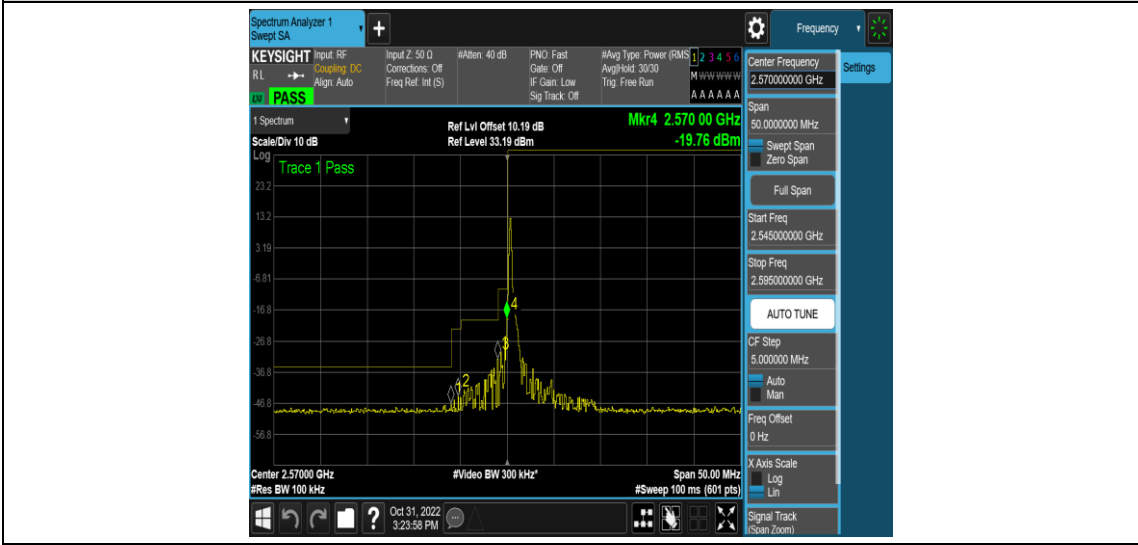 Spectrum Analyzer 1
Swept SA
+
Frequency
KEYSIGHT
RL
PASS
Input: RF
Coupling: DC
Align: Auto
Input Z: 50 Ω
Corrections: Off
Freq Ref: Int (S)
#Atten: 40 dB
PNO: Fast
Gate: Off
IF Gain: Low
Sig Track: Off
#Avg Type: Power (RMS
Avg|Hold: 30/30
Trig: Free Run
1 2 3 4 5 6
M W W W W W
A A A A A A
1 Spectrum
Scale/Div 10 dB
Ref Lvl Offset 10.19 dB
Ref Level 33.19 dBm
Mkr4 2.570 00 GHz
-19.76 dBm
Log
Trace 1 Pass
23.2
13.2
3.19
-6.81
-16.8
-26.8
-36.8
-46.8
-56.8
4
3
1
2
Center 2.57000 GHz
#Res BW 100 kHz
#Video BW 300 kHz*
Span 50.00 MHz
#Sweep 100 ms (601 pts)
?
Oct 31, 2022
3:23:58 PM
Center Frequency
2.570000000 GHz
Settings
Span
50.0000000 MHz
Swept Span
Zero Span
Full Span
Start Freq
2.545000000 GHz
Stop Freq
2.595000000 GHz
AUTO TUNE
CF Step
5.000000 MHz
Auto
Man
Freq Offset
0 Hz
X Axis Scale
Log
Lin
Signal Track
(Span Zoom)